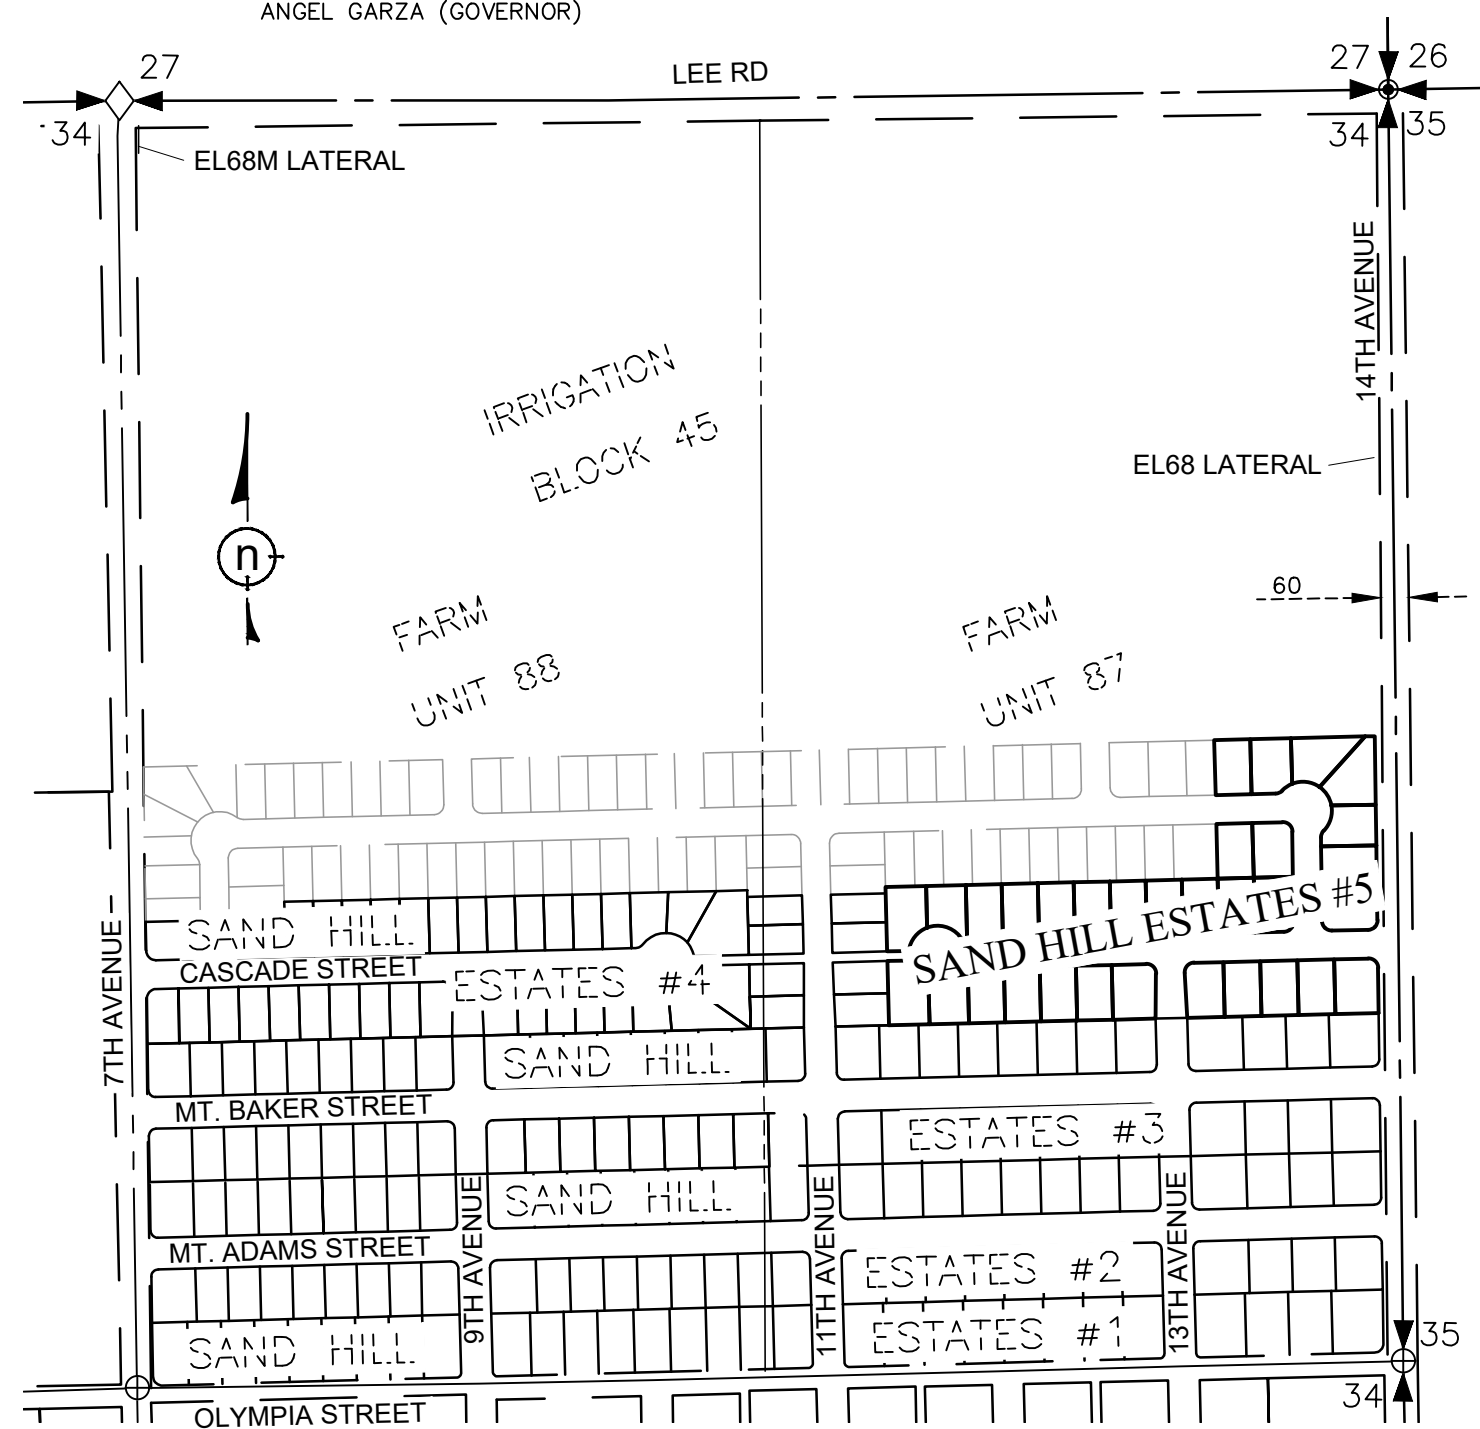 ANGEL GARZA (GOVERNOR)
27
LEE RD
27 26
34
34 35
EL68M LATERAL
14TH AVENUE
IRRIGATION
BLOCK 45
EL68 LATERAL
n
60
FARM
UNIT 88
FARM
UNIT 87
SAND HILL ESTATES #5
SAND HILL
ESTATES #4
CASCADE STREET
7TH AVENUE
SAND HILL
ESTATES #3
MT. BAKER STREET
SAND HILL
ESTATES #2
MT. ADAMS STREET
9TH AVENUE
11TH AVENUE
13TH AVENUE
SAND HILL
ESTATES #1
35
34
OLYMPIA STREET